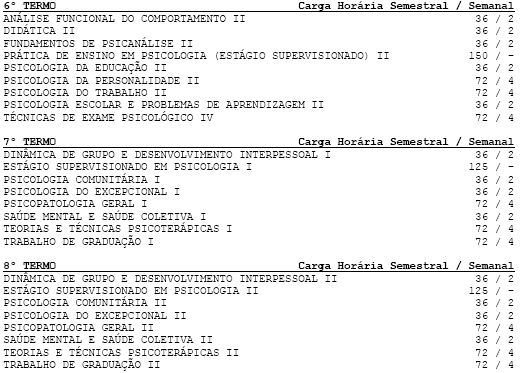 6º TERMO Carga Horária Semestral / Semanal
ANÁLISE FUNCIONAL DO COMPORTAMENTO II 36 / 2
DIDÁTICA II 36 / 2
FUNDAMENTOS DE PSICANÁLISE II 36 / 2
PRÁTICA DE ENSINO EM PSICOLOGIA (ESTÁGIO SUPERVISIONADO) II 150 / -
PSICOLOGIA DA EDUCAÇÃO II 36 / 2
PSICOLOGIA DA PERSONALIDADE II 72 / 4
PSICOLOGIA DO TRABALHO II 72 / 4
PSICOLOGIA ESCOLAR E PROBLEMAS DE APRENDIZAGEM II 36 / 2
TÉCNICAS DE EXAME PSICOLÓGICO IV 72 / 4
7º TERMO Carga Horária Semestral / Semanal
DINÂMICA DE GRUPO E DESENVOLVIMENTO INTERPESSOAL I 36 / 2
ESTÁGIO SUPERVISIONADO EM PSICOLOGIA I 125 / -
PSICOLOGIA COMUNITÁRIA I 36 / 2
PSICOLOGIA DO EXCEPCIONAL I 36 / 2
PSICOPATOLOGIA GERAL I 72 / 4
SAÚDE MENTAL E SAÚDE COLETIVA I 36 / 2
TEORIAS E TÉCNICAS PSICOTERÁPICAS I 72 / 4
TRABALHO DE GRADUAÇÃO I 72 / 4
8º TERMO Carga Horária Semestral / Semanal
DINÂMICA DE GRUPO E DESENVOLVIMENTO INTERPESSOAL II 36 / 2
ESTÁGIO SUPERVISIONADO EM PSICOLOGIA II 125 / -
PSICOLOGIA COMUNITÁRIA II 36 / 2
PSICOLOGIA DO EXCEPCIONAL II 36 / 2
PSICOPATOLOGIA GERAL II 72 / 4
SAÚDE MENTAL E SAÚDE COLETIVA II 36 / 2
TEORIAS E TÉCNICAS PSICOTERÁPICAS II 72 / 4
TRABALHO DE GRADUAÇÃO II 72 / 4